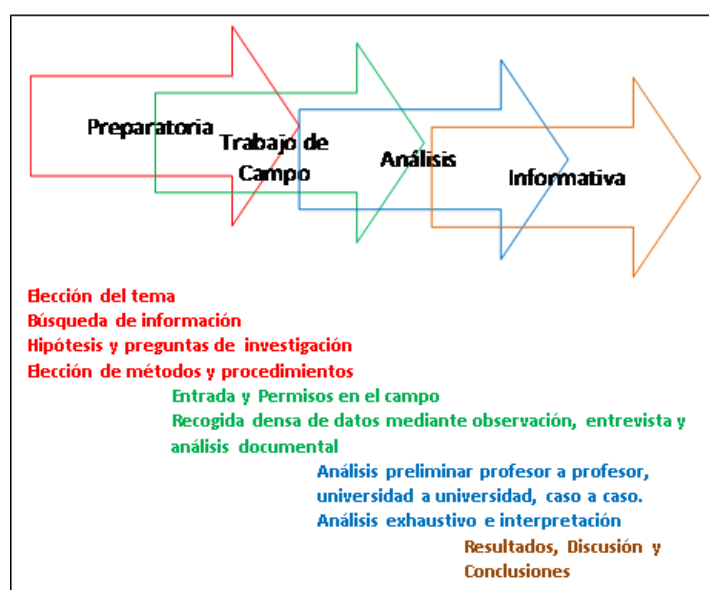 Preparatoria
Trabajo de
Campo
Análisis
Informativa
Elección del tema
Búsqueda de información
Hipótesis y preguntas de investigación
Elección de métodos y procedimientos
Entrada y Permisos en el campo
Recogida densa de datos mediante observación, entrevista y
análisis documental
Análisis preliminar profesor a profesor,
universidad a universidad, caso a caso.
Análisis exhaustivo e interpretación
Resultados, Discusión y
Conclusiones